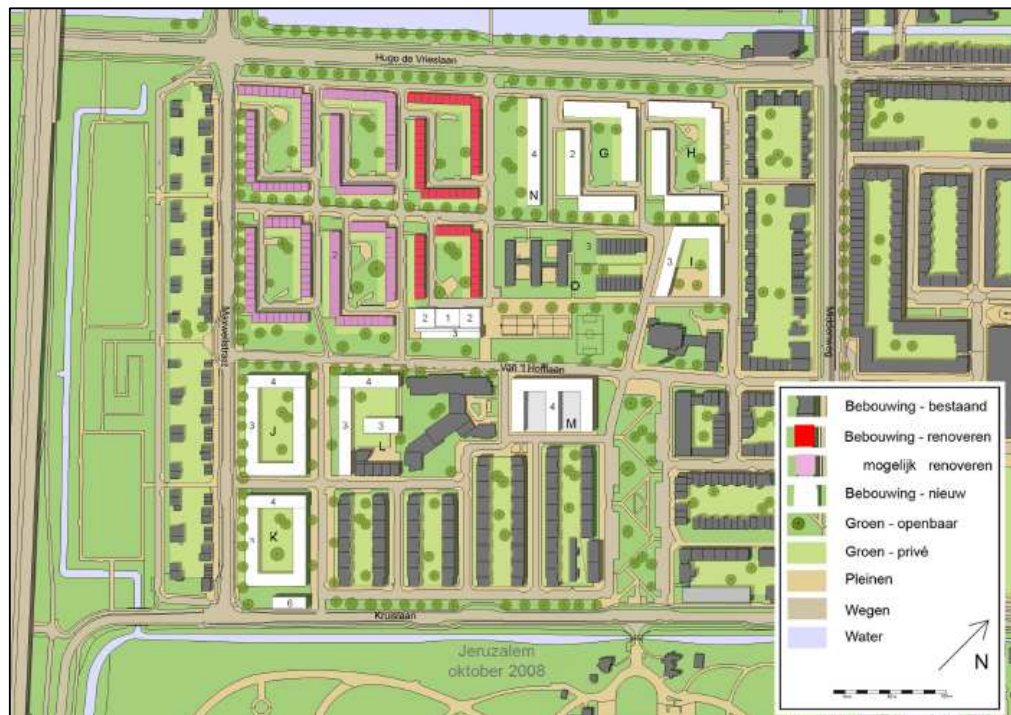 Hugo de Vrieslaan
4
2
G
H
N
2
3
O
3
I
2
1
2
3
Maxwellstraat
Middenweg
Van 't Hofflaan
4
4
4
3
J
3
3
L
M
4
K
6
Kruislaan
Jeruzalem
oktober 2008
Bebouwing - bestaand
Bebouwing - renoveren
mogelijk renoveren
Bebouwing - nieuw
Groen - openbaar
Groen - privé
Pleinen
Wegen
Water
N